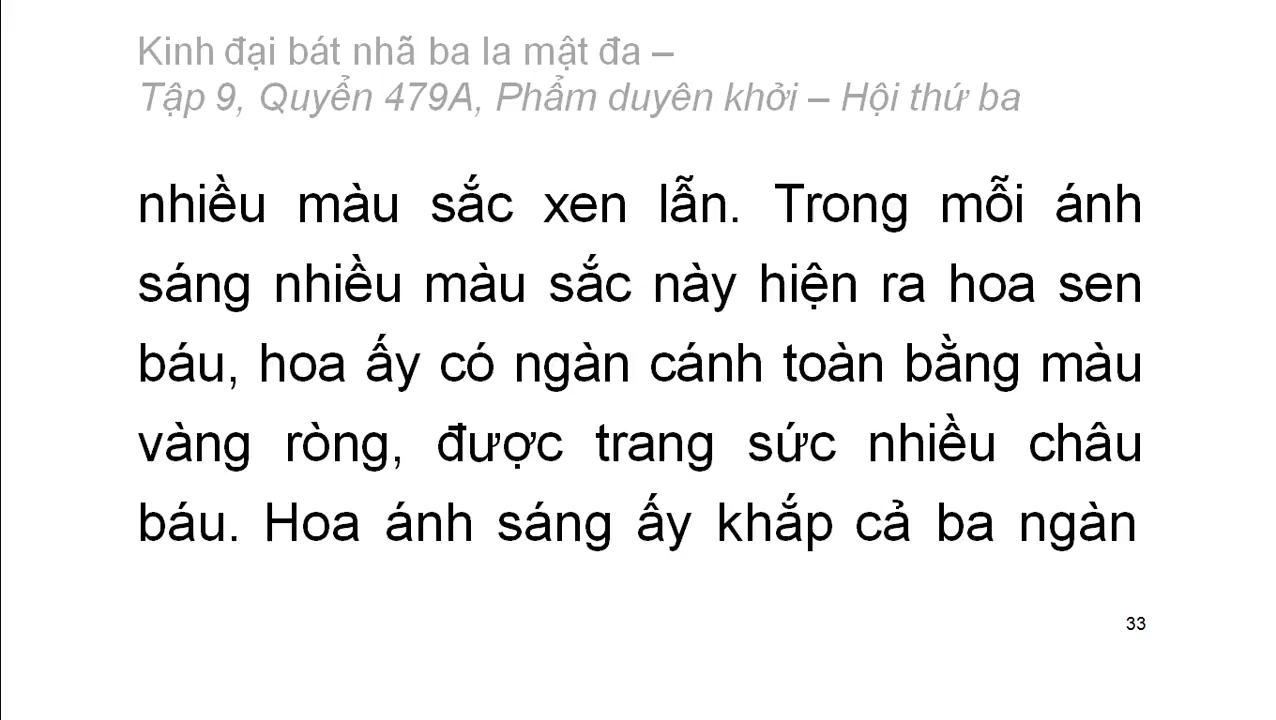 Kinh đại bát nhã ba la mật đa –
Tập 9, Quyển 479A, Phẩm duyên khởi – Hội thứ ba
nhiều màu sắc xen lẫn. Trong mỗi ánh
sáng nhiều màu sắc này hiện ra hoa sen
báu, hoa ấy có ngàn cánh toàn bằng màu
vàng ròng, được trang sức nhiều châu
báu. Hoa ánh sáng ấy khắp cả ba ngàn
33